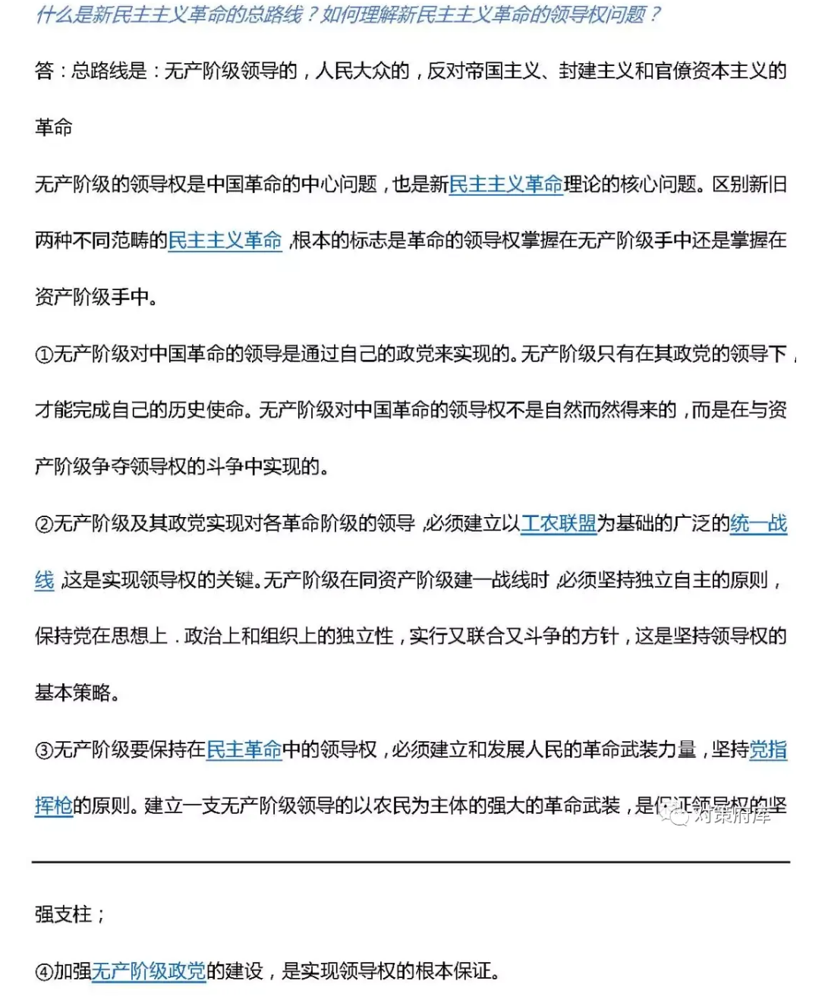 什么是新民主主义革命的总路线？如何理解新民主主义革命的领导权问题？
答：总路线是：无产阶级领导的，人民大众的，反对帝国主义、封建主义和官僚资本主义的
革命
无产阶级的领导权是中国革命的中心问题，也是新民主主义革命理论的核心问题。区别新旧
两种不同范畴的民主主义革命，根本的标志是革命的领导权掌握在无产阶级手中还是掌握在
资产阶级手中。
①无产阶级对中国革命的领导是通过自己的政党来实现的。无产阶级只有在其政党的领导下，
才能完成自己的历史使命。无产阶级对中国革命的领导权不是自然而然得来的，而是在与资
产阶级争夺领导权的斗争中实现的。
②无产阶级及其政党实现对各革命阶级的领导，必须建立以工农联盟为基础的广泛的统一战
线，这是实现领导权的关键。无产阶级在同资产阶级建一战线时，必须坚持独立自主的原则，
保持党在思想上．政治上和组织上的独立性，实行又联合又斗争的方针，这是坚持领导权的
基本策略。
③无产阶级要保持在民主革命中的领导权，必须建立和发展人民的革命武装力量，坚持党指
挥枪的原则。建立一支无产阶级领导的以农民为主体的强大的革命武装，是保证领导权的坚
对策府库
强支柱；
④加强无产阶级政党的建设，是实现领导权的根本保证。